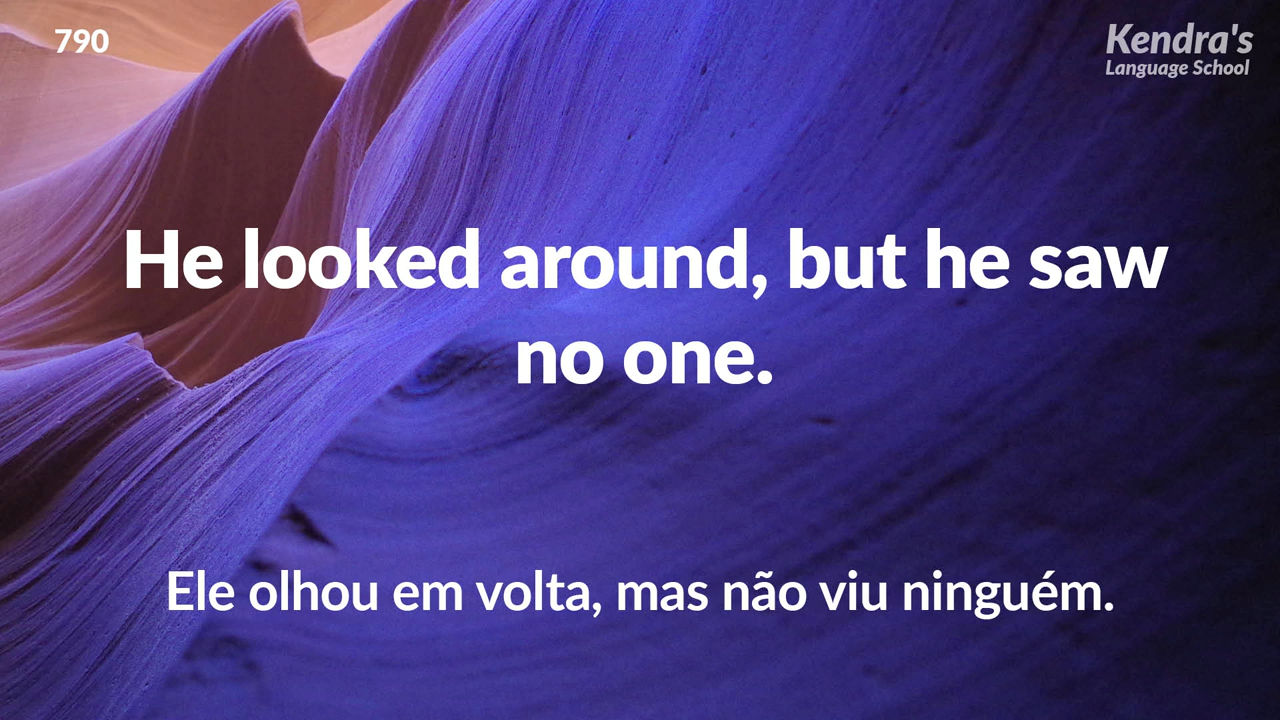 790
Kendra's
Language School
He looked around, but he saw
no one.
Ele olhou em volta, mas não viu ninguém.